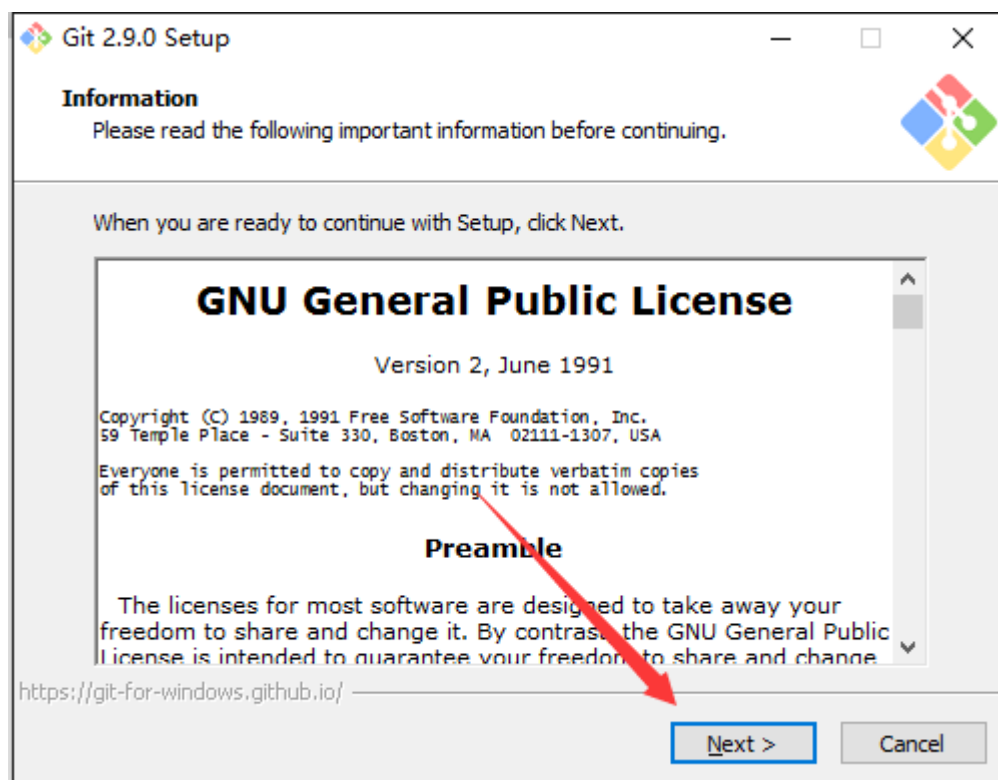 Git 2.9.0 Setup
Information
Please read the following important information before continuing.
When you are ready to continue with Setup, click Next.
GNU General Public License
Version 2, June 1991
Copyright (C) 1989, 1991 Free Software Foundation, Inc.
59 Temple Place - Suite 330, Boston, MA  02111-1307, USA
Everyone is permitted to copy and distribute verbatim copies
of this license document, but changing it is not allowed.
Preamble
The licenses for most software are designed to take away your
freedom to share and change it. By contrast, the GNU General Public
License is intended to guarantee your freedom to share and change
https://git-for-windows.github.io/
Next >
Cancel